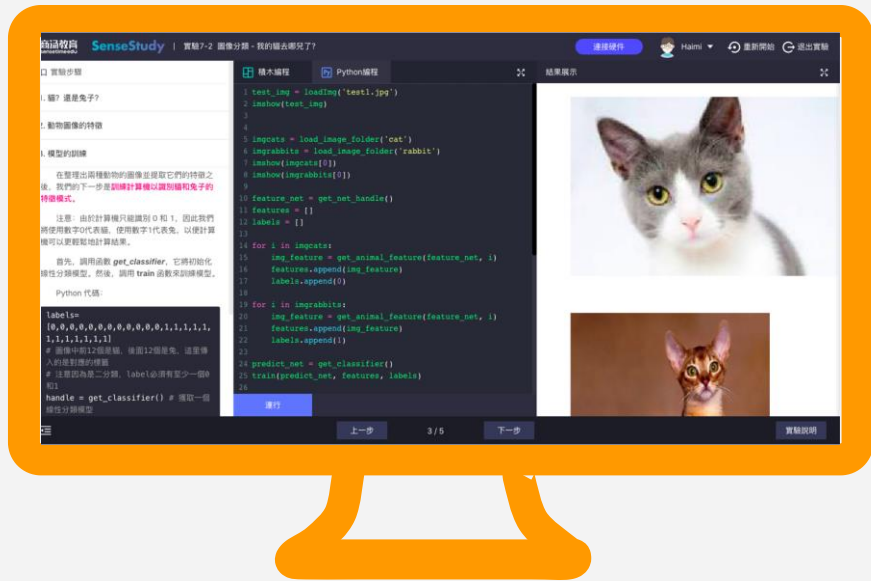 商湯教育
sensetimeedu
SenseStudy | 實驗7-2 圖像分類 - 我的貓去哪兒了?
連接硬件
Haimi
重新開始
退出實驗
實驗步驟
積木編程
Python編程
結果展示
1. 貓? 還是兔子?
2. 動物圖像的特徵
3. 模型的訓練
在整理出兩種動物的圖像並提取它們的特徵之
後，我們的下一步是訓練計算機以識別貓和兔子的
特徵模式。
注意：由於計算機只能識別 0 和 1，因此我們
將使用數字0代表貓，使用數字1代表兔，以便計算
機可以更輕鬆地計算結果。
首先，調用函數 get_classifier，它將初始化
線性分類模型。然後，調用 train 函數來訓練模型。
Python 代碼：
labels=
[0,0,0,0,0,0,0,0,0,0,0,0,1,1,1,1,1,
1,1,1,1,1,1,1]
# 圖像中前12個是貓，後面12個是兔，這里傳
入的是對應的標籤
# 注意因為是二分類，label必須有至少一個0
和1
handle = get_classifier() # 獲取一個
線性分類模型
1 test_img = loadImg('test1.jpg')
2 imshow(test_img)
3
4
5 imgcats = load_image_folder('cat')
6 imgrabbits = load_image_folder('rabbit')
7 imshow(imgcats[0])
8 imshow(imgrabbits[0])
9
10 feature_net = get_net_handle()
11 features = []
12 labels = []
13
14 for i in imgcats:
15 img_feature = get_animal_feature(feature_net, i)
16 features.append(img_feature)
17 labels.append(0)
18
19 for i in imgrabbits:
20 img_feature = get_animal_feature(feature_net, i)
21 features.append(img_feature)
22 labels.append(1)
23
24 predict_net = get_classifier()
25 train(predict_net, features, labels)
26
運行
上一步
3 / 5
下一步
實驗說明